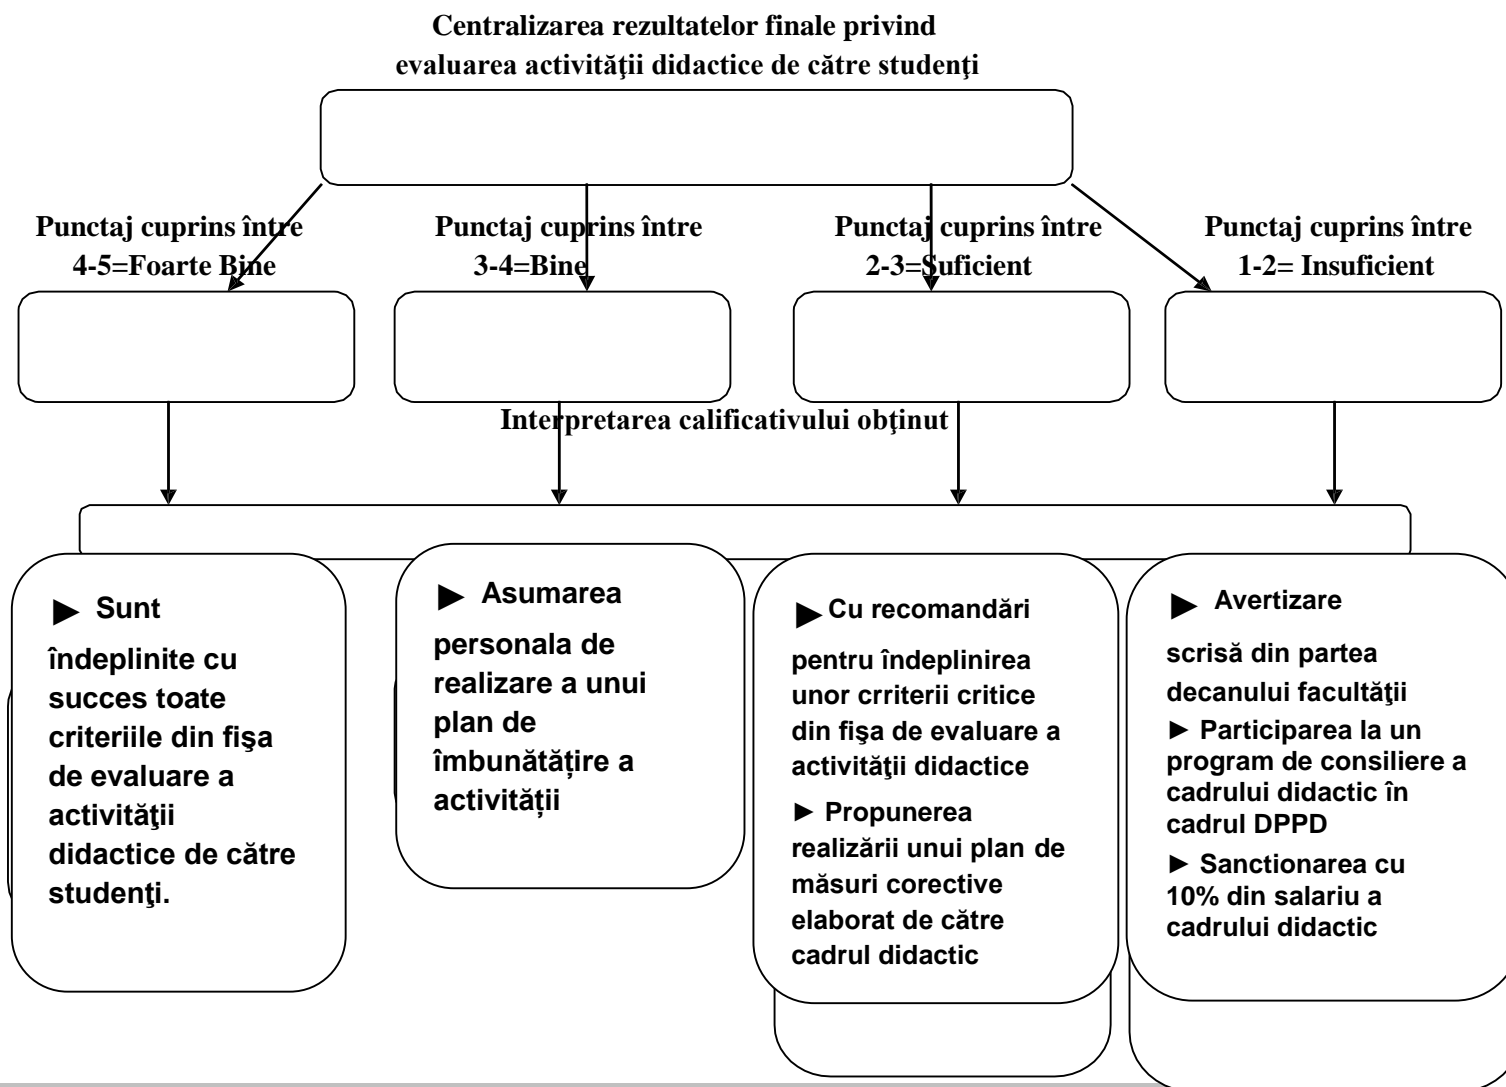 Centralizarea rezultatelor finale privind
evaluarea activităţii didactice de către studenţi
Punctaj cuprins între
4-5=Foarte Bine
Punctaj cuprins între
3-4=Bine
Punctaj cuprins între
2-3=Suficient
Punctaj cuprins între
1-2= Insuficient
Interpretarea calificativului obţinut
► Sunt
îndeplinite cu
succes toate
criteriile din fişa
de evaluare a
activităţii
didactice de către
studenţi.
► Asumarea
personala de
realizare a unui
plan de
îmbunătățire a
activității
► Cu recomandări
pentru îndeplinirea
unor crriterii critice
din fişa de evaluare a
activităţii didactice
► Propunerea
realizării unui plan de
măsuri corective
elaborat de către
cadrul didactic
► Avertizare
scrisă din partea
decanului facultăţii
► Participarea la un
program de consiliere a
cadrului didactic în
cadrul DPPD
► Sanctionarea cu
10% din salariu a
cadrului didactic